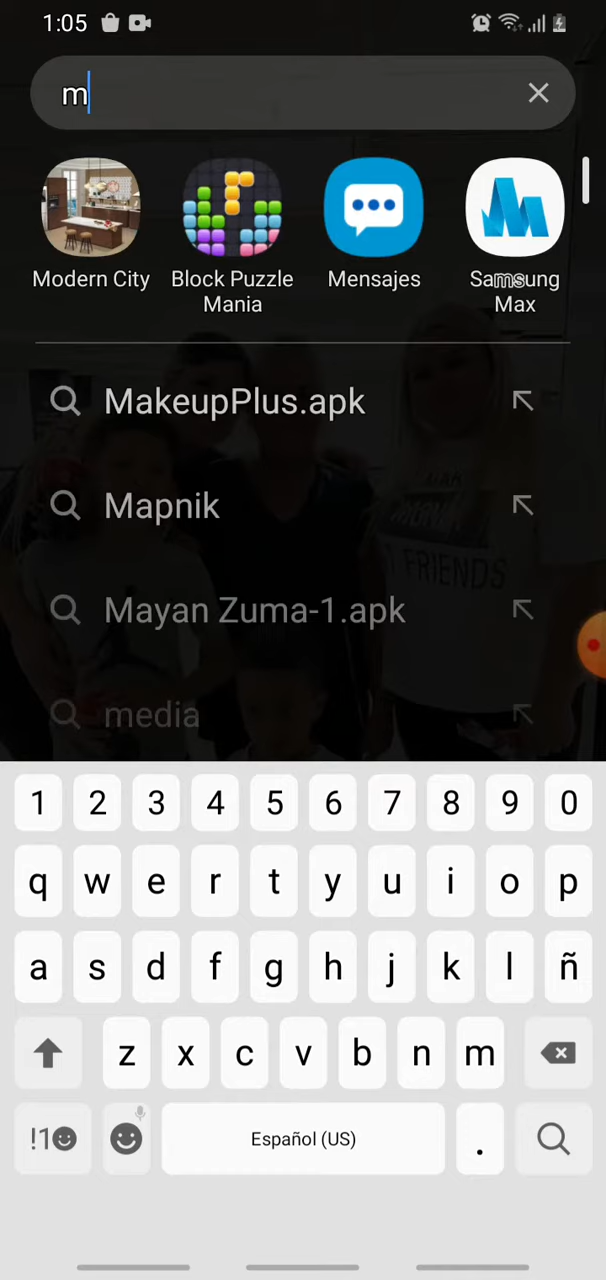 1:05
m
Modern City
Block Puzzle
Mania
Mensajes
Samsung
Max
MakeupPlus.apk
Mapnik
Mayan Zuma-1.apk
FRIENDS
media
1 2 3 4 5 6 7 8 9 0
q w e r t y u i o p
a s d f g h j k l ñ
z x c v b n m
!1☺ Español (US) .